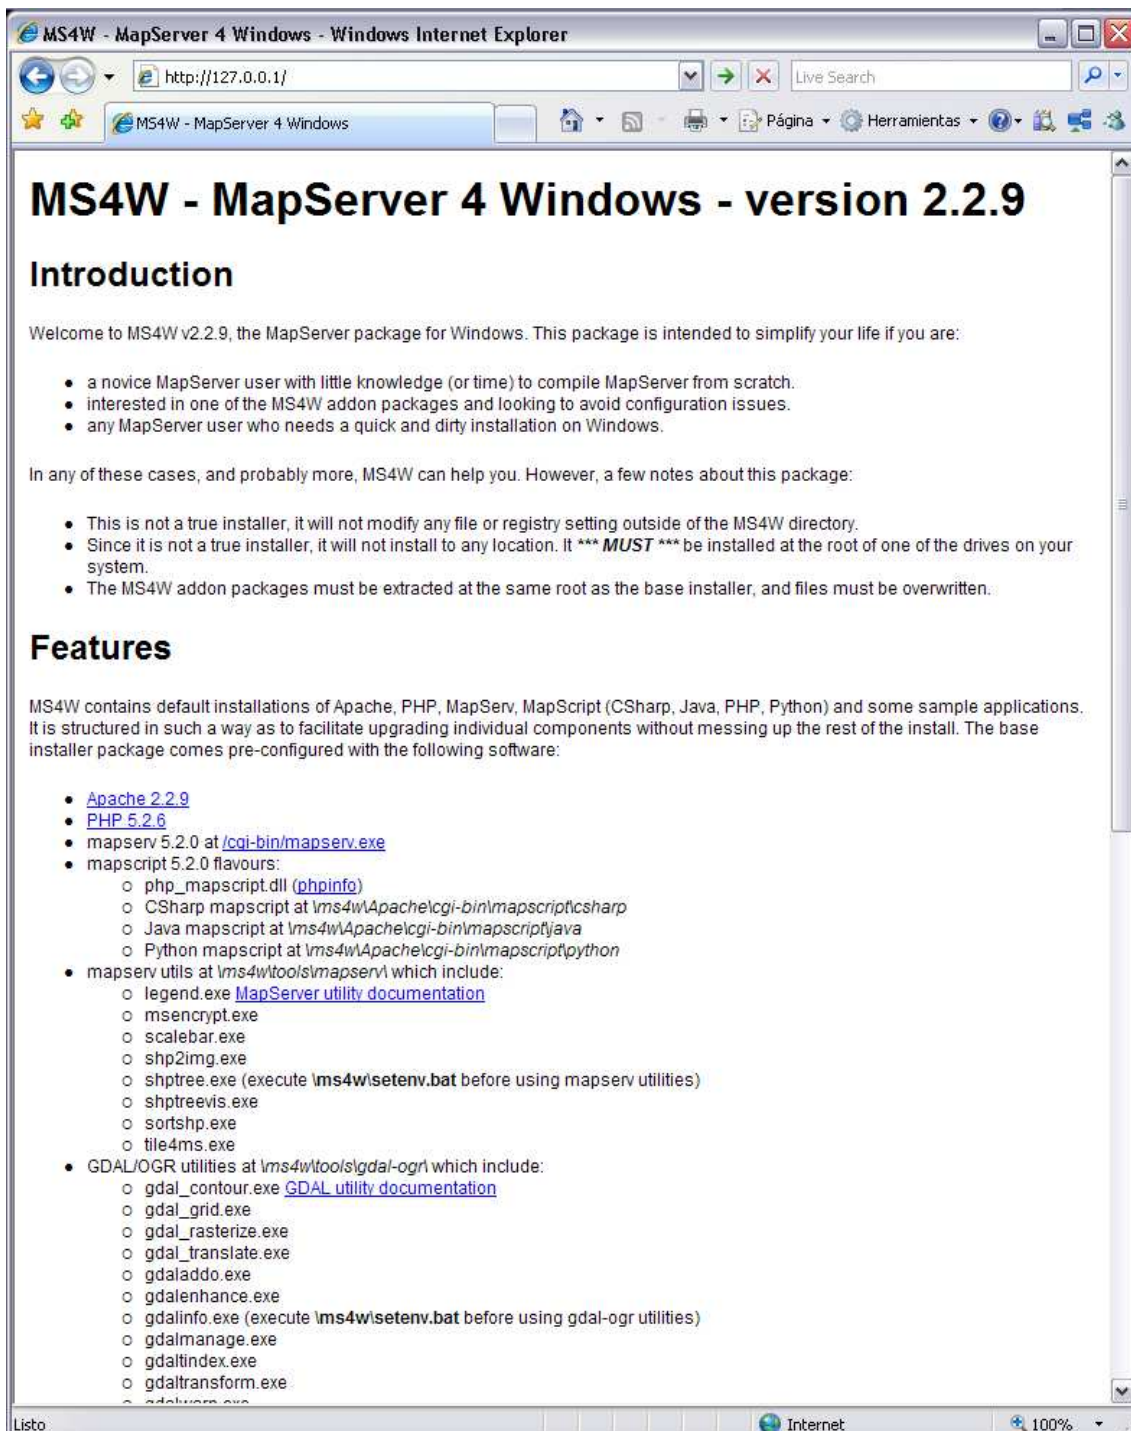 MS4W - MapServer 4 Windows - Windows Internet Explorer
http://127.0.0.1/
Live Search
MS4W - MapServer 4 Windows
Página
Herramientas
MS4W - MapServer 4 Windows - version 2.2.9
Introduction
Welcome to MS4W v2.2.9, the MapServer package for Windows. This package is intended to simplify your life if you are:
• a novice MapServer user with little knowledge (or time) to compile MapServer from scratch.
• interested in one of the MS4W addon packages and looking to avoid configuration issues.
• any MapServer user who needs a quick and dirty installation on Windows.
In any of these cases, and probably more, MS4W can help you. However, a few notes about this package:
• This is not a true installer, it will not modify any file or registry setting outside of the MS4W directory.
• Since it is not a true installer, it will not install to any location. It *** MUST *** be installed at the root of one of the drives on your
system.
• The MS4W addon packages must be extracted at the same root as the base installer, and files must be overwritten.
Features
MS4W contains default installations of Apache, PHP, MapServ, MapScript (CSharp, Java, PHP, Python) and some sample applications.
It is structured in such a way as to facilitate upgrading individual components without messing up the rest of the install. The base
installer package comes pre-configured with the following software:
• Apache 2.2.9
• PHP 5.2.6
• mapserv 5.2.0 at /cgi-bin/mapserv.exe
• mapscript 5.2.0 flavours:
○ php_mapscript.dll (phpinfo)
○ CSharp mapscript at \ms4w\Apache\cgi-bin\mapscript\csharp
○ Java mapscript at \ms4w\Apache\cgi-bin\mapscript\java
○ Python mapscript at \ms4w\Apache\cgi-bin\mapscript\python
• mapserv utils at \ms4w\tools\mapserv\ which include:
○ legend.exe MapServer utility documentation
○ msencrypt.exe
○ scalebar.exe
○ shp2img.exe
○ shptree.exe (execute \ms4w\setenv.bat before using mapserv utilities)
○ shptreevis.exe
○ sortshp.exe
○ tile4ms.exe
• GDAL/OGR utilities at \ms4w\tools\gdal-ogr\ which include:
○ gdal_contour.exe GDAL utility documentation
○ gdal_grid.exe
○ gdal_rasterize.exe
○ gdal_translate.exe
○ gdaladdo.exe
○ gdalenhance.exe
○ gdalinfo.exe (execute \ms4w\setenv.bat before using gdal-ogr utilities)
○ gdalmanage.exe
○ gdaltindex.exe
○ gdaltransform.exe
Listo
Internet
100%